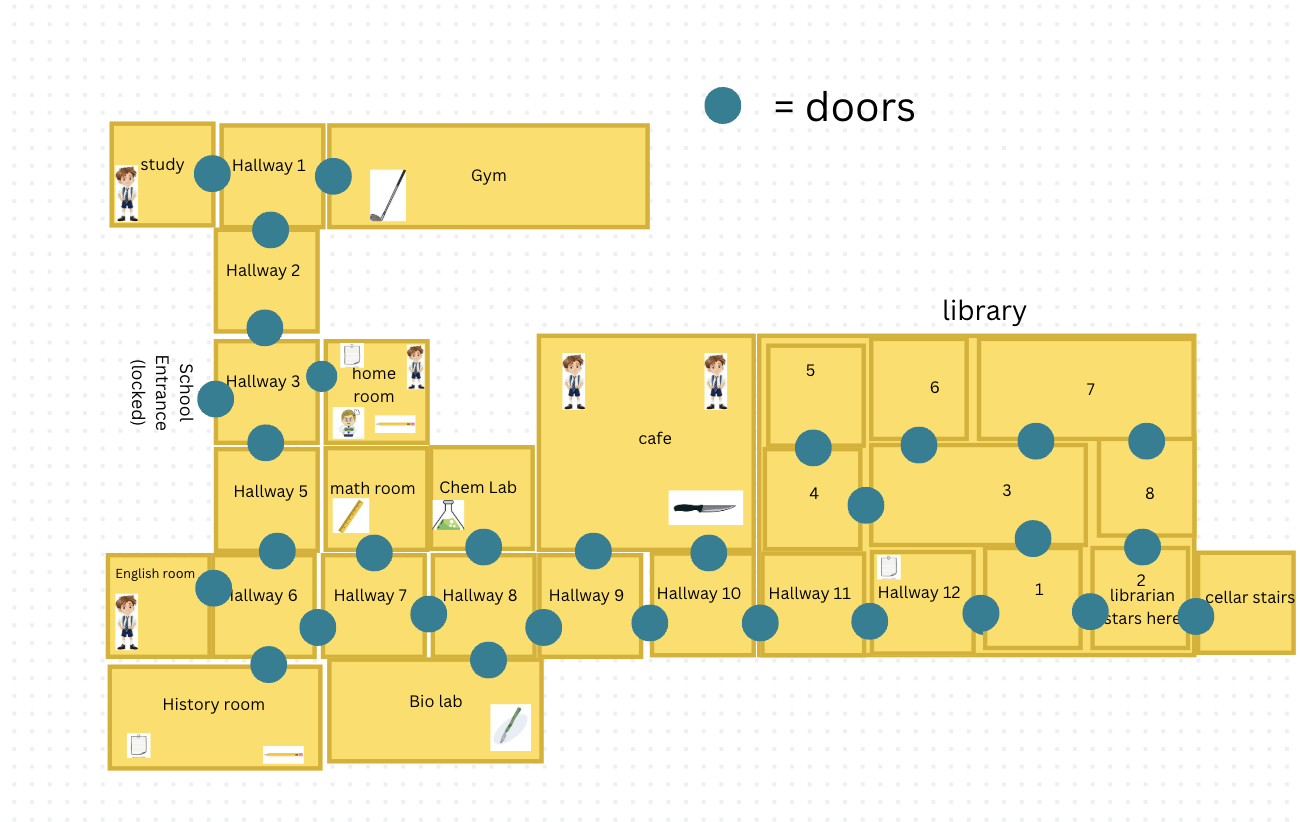 = doors
study
Hallway 1
Gym
Hallway 2
library
School
Entrance
(locked)
Hallway 3
home
room
cafe
5
6
7
Hallway 5
math room
Chem Lab
4
3
8
English room
Hallway 6
Hallway 7
Hallway 8
Hallway 9
Hallway 10
Hallway 11
Hallway 12
1
2
librarian
stars here
cellar stairs
History room
Bio lab